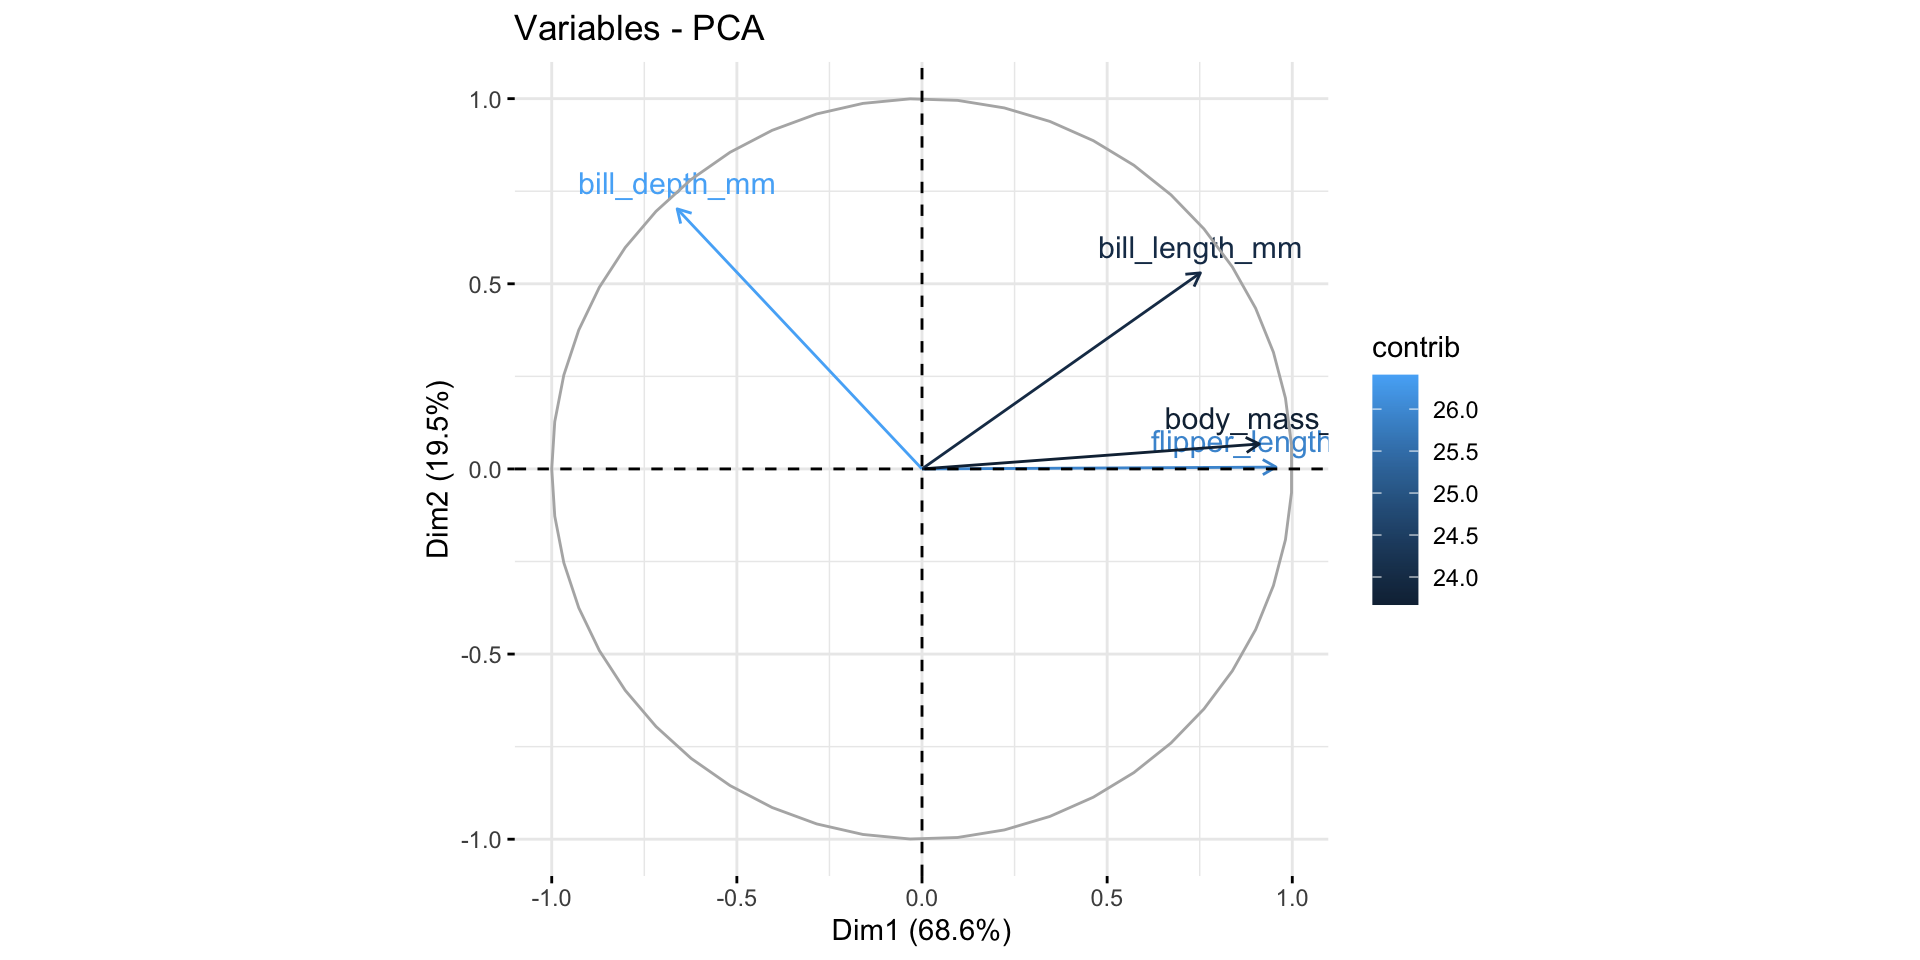 Variables - PCA
1.0
bill_depth_mm
bill_length_mm
0.5
body_mass_
flipper_length
0.0
-0.5
-1.0
-1.0 -0.5 0.0 0.5 1.0
Dim1 (68.6%)
Dim2 (19.5%)
contrib
26.0
25.5
25.0
24.5
24.0